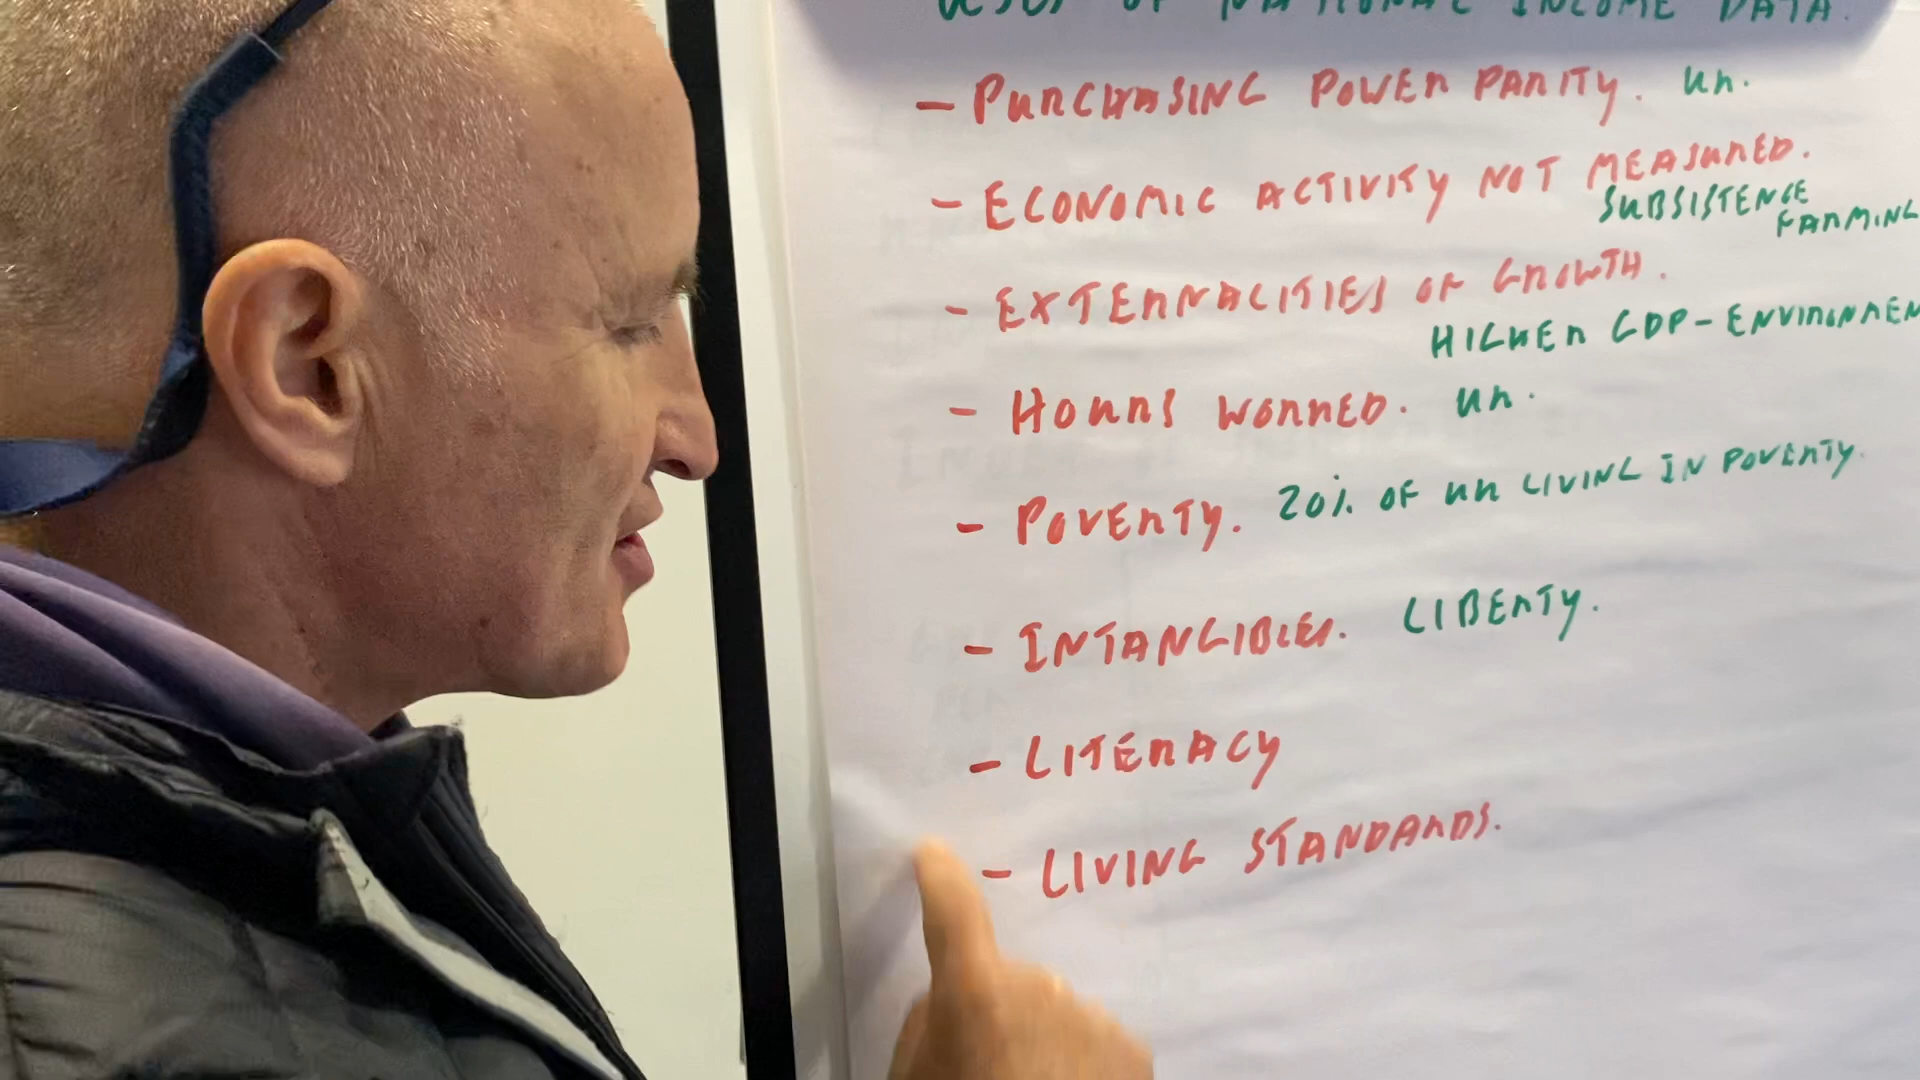 USES OF NATIONAL INCOME DATA.
- PURCHASING POWER PARITY. UK.
- ECONOMIC ACTIVITY NOT MEASURED.
SUBSISTENCE
FARMING
- EXTERNALITIES OF GROWTH.
HIGHER GDP - ENVIRONMEN
- HOURS WORKED. UK.
- POVERTY. 20% OF UK LIVING IN POVERTY.
- INTANGIBLES. LIBERTY.
- LITERACY
- LIVING STANDARDS.